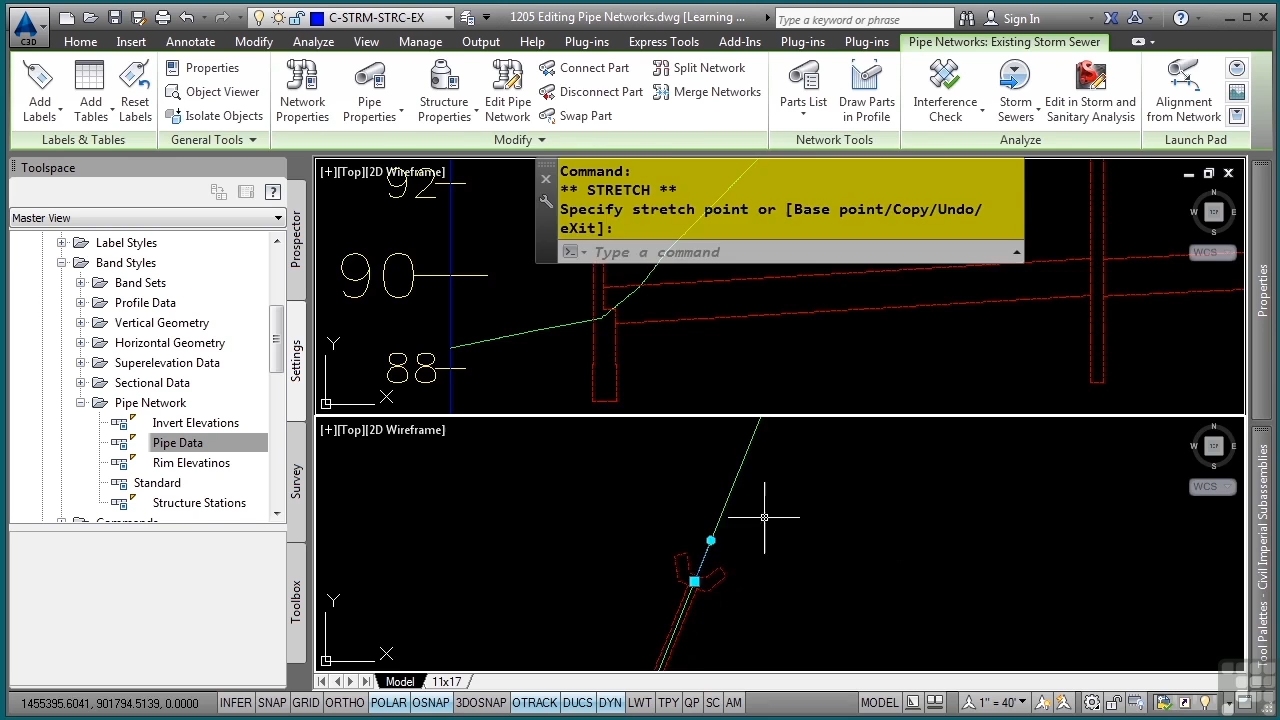 C-STRM-STRC-EX
1205 Editing Pipe Networks.dwg [Learning ...
Type a keyword or phrase
Sign In
C3D
Home Insert Annotate Modify Analyze View Manage Output Help Plug-ins Express Tools Add-Ins Plug-ins Plug-ins Pipe Networks: Existing Storm Sewer
Add Labels
Add Tables
Reset Labels
Properties
Object Viewer
Isolate Objects
Network Properties
Pipe Properties
Structure Properties
Edit Pipe Network
Connect Part
Disconnect Part
Swap Part
Split Network
Merge Networks
Parts List
Draw Parts in Profile
Interference Check
Storm Sewers
Edit in Storm and Sanitary Analysis
Alignment from Network
Labels & Tables
General Tools
Modify
Network Tools
Analyze
Launch Pad
Toolspace
Master View
Label Styles
Band Styles
Band Sets
Profile Data
Vertical Geometry
Horizontal Geometry
Superelevation Data
Sectional Data
Pipe Network
Invert Elevations
Pipe Data
Rim Elevatinos
Standard
Structure Stations
Commands
Prospector
Settings
Survey
Toolbox
[+][Top][2D Wireframe]
92
90
88
Y
X
Command:
** STRETCH **
Specify stretch point or [Base point/Copy/Undo/
eXit]:
Type a command
N
W TOP E
S
WCS
[+][Top][2D Wireframe]
Y
X
N
W TOP E
S
WCS
Properties
Tool Palettes - Civil Imperial Subassemblies
Model 11x17
1455395.6041, 901794.5139, 0.0000
INFER SNAP GRID ORTHO POLAR OSNAP 3DOSNAP OTRACK DUCS DYN LWT TPY QP SC AM
MODEL
1" = 40'